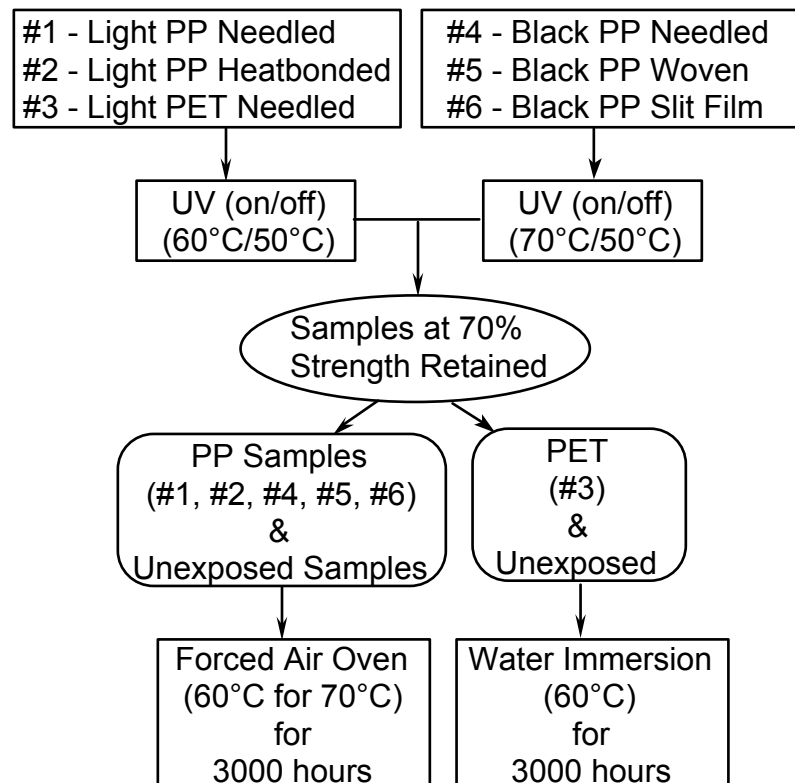 #1 - Light PP Needled
#2 - Light PP Heatbonded
#3 - Light PET Needled
#4 - Black PP Needled
#5 - Black PP Woven
#6 - Black PP Slit Film
UV (on/off)
(60°C/50°C)
UV (on/off)
(70°C/50°C)
Samples at 70%
Strength Retained
PP Samples
(#1, #2, #4, #5, #6)
&
Unexposed Samples
PET
(#3)
&
Unexposed
Forced Air Oven
(60°C for 70°C)
for
3000 hours
Water Immersion
(60°C)
for
3000 hours